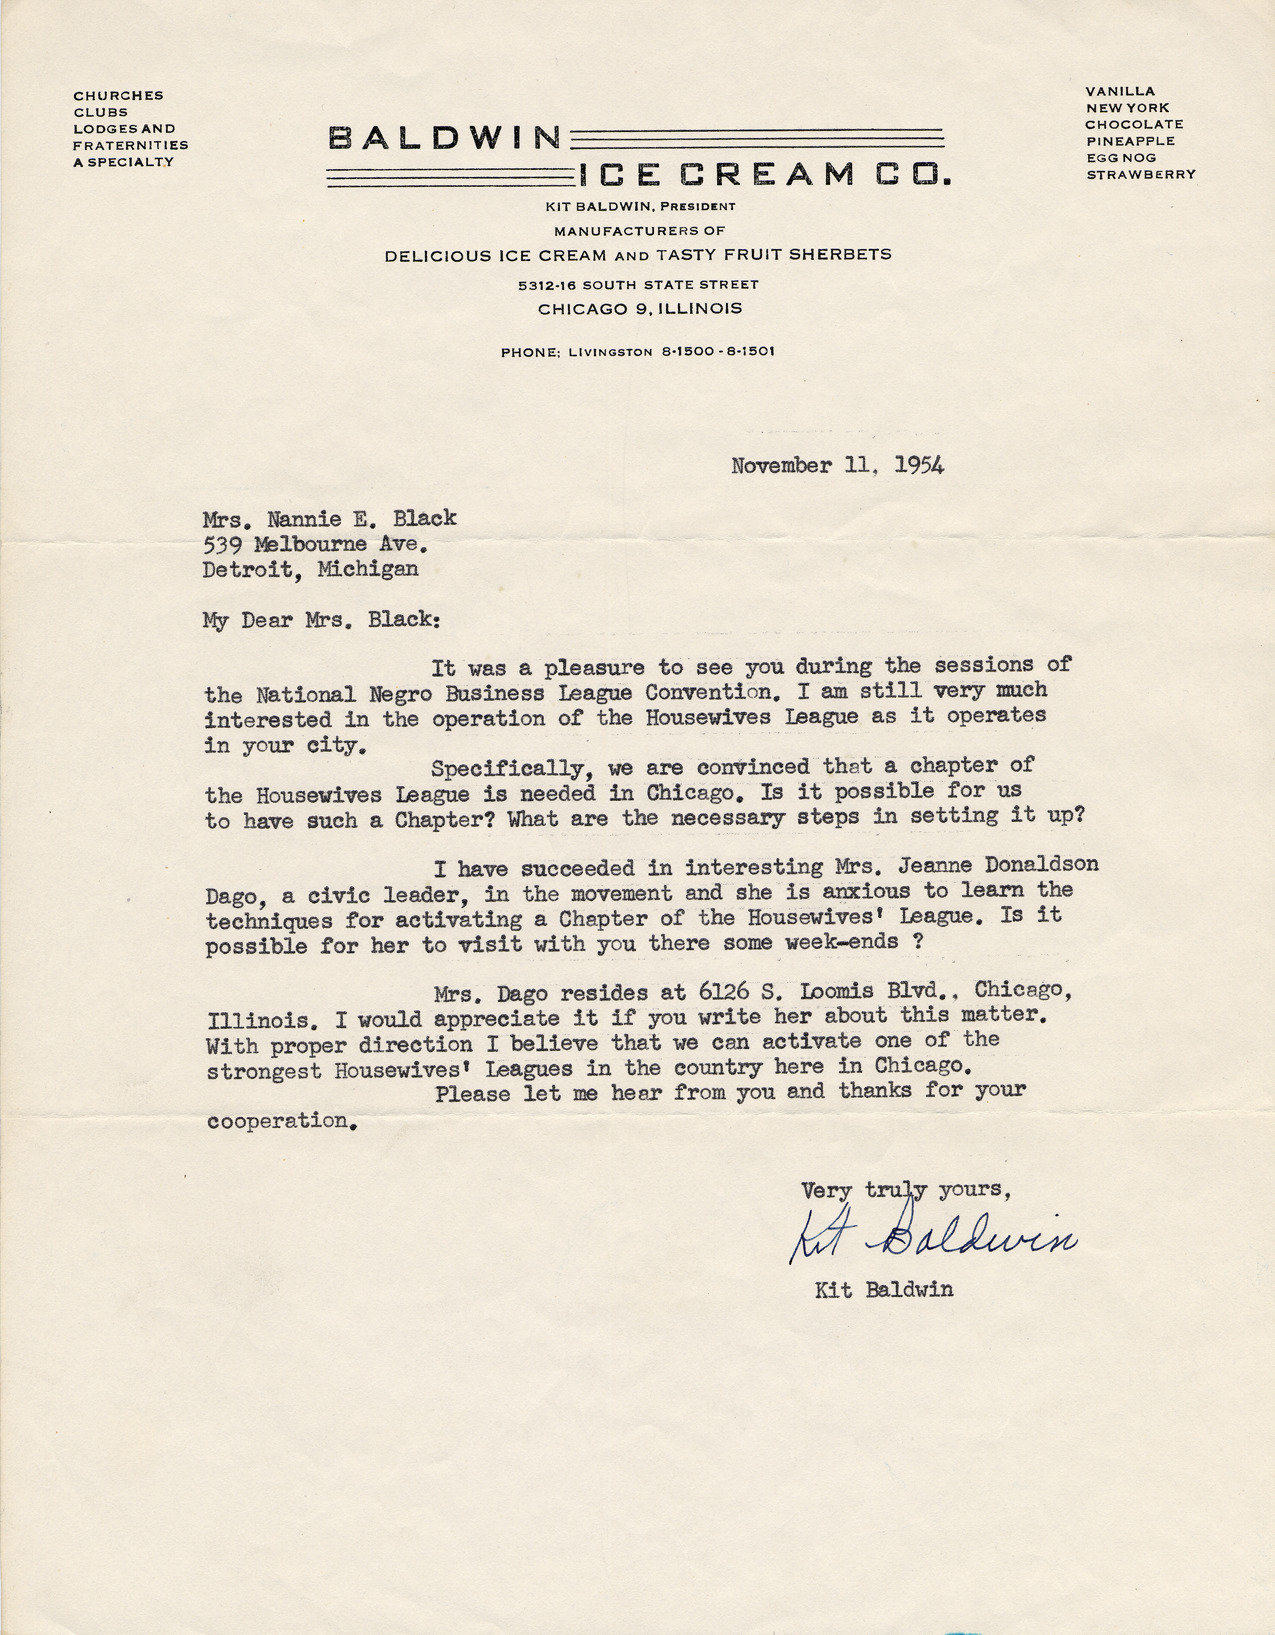 CHURCHES
CLUBS
LODGES AND
FRATERNITIES
A SPECIALTY
BALDWIN
ICE CREAM CO.
KIT BALDWIN, PRESIDENT
MANUFACTURERS OF
DELICIOUS ICE CREAM AND TASTY FRUIT SHERBETS
5312-16 SOUTH STATE STREET
CHICAGO 9, ILLINOIS
PHONE: LIVINGSTON 8-1500 - 8-1501
VANILLA
NEW YORK
CHOCOLATE
PINEAPPLE
EGG NOG
STRAWBERRY
November 11, 1954
Mrs. Nannie E. Black
539 Melbourne Ave.
Detroit, Michigan
My Dear Mrs. Black:
It was a pleasure to see you during the sessions of
the National Negro Business League Convention. I am still very much
interested in the operation of the Housewives League as it operates
in your city.
Specifically, we are convinced that a chapter of
the Housewives League is needed in Chicago. Is it possible for us
to have such a Chapter? What are the necessary steps in setting it up?
I have succeeded in interesting Mrs. Jeanne Donaldson
Dago, a civic leader, in the movement and she is anxious to learn the
techniques for activating a Chapter of the Housewives' League. Is it
possible for her to visit with you there some week-ends ?
Mrs. Dago resides at 6126 S. Loomis Blvd., Chicago,
Illinois. I would appreciate it if you write her about this matter.
With proper direction I believe that we can activate one of the
strongest Housewives' Leagues in the country here in Chicago.
Please let me hear from you and thanks for your
cooperation.
Very truly yours,
Kit Baldwin
Kit Baldwin